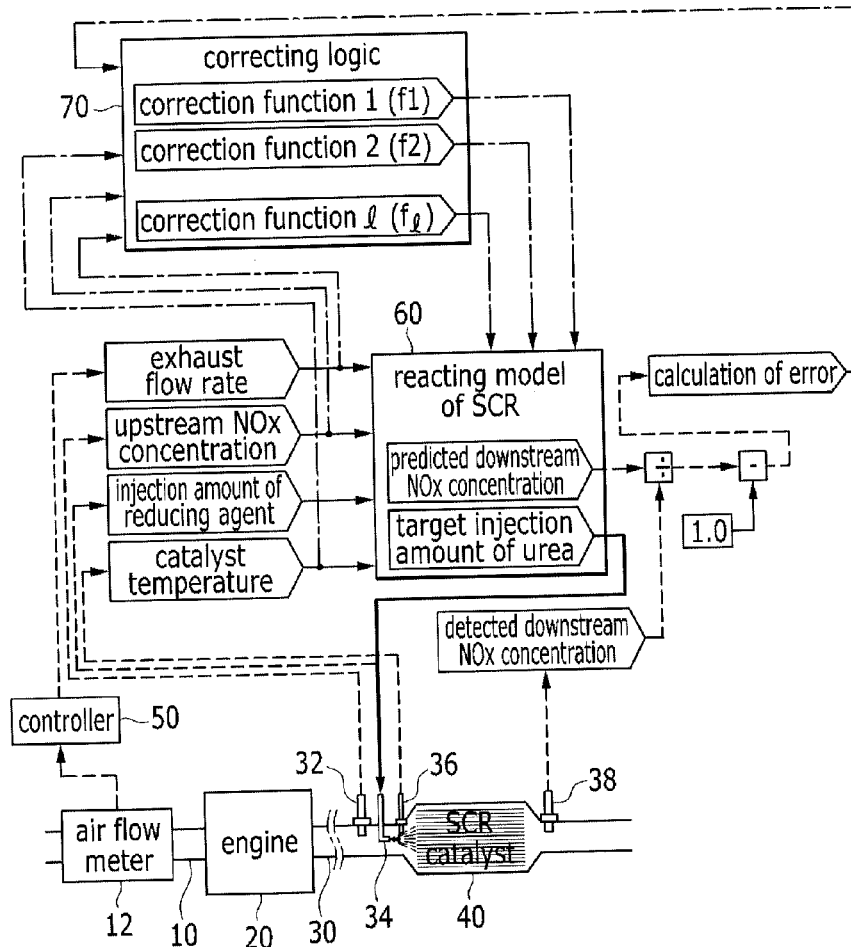 correcting logic
70
correction function 1 (f1)
correction function 2 (f2)
correction function ℓ (fℓ)
60
exhaust
flow rate
upstream NOx
concentration
injection amount of
reducing agent
catalyst
temperature
reacting model
of SCR
predicted downstream
NOx concentration
target injection
amount of urea
calculation of error
÷
-
1.0
detected downstream
NOx concentration
controller
50
32
36
38
air flow
meter
engine
SCR
catalyst
12
10
20
30
34
40